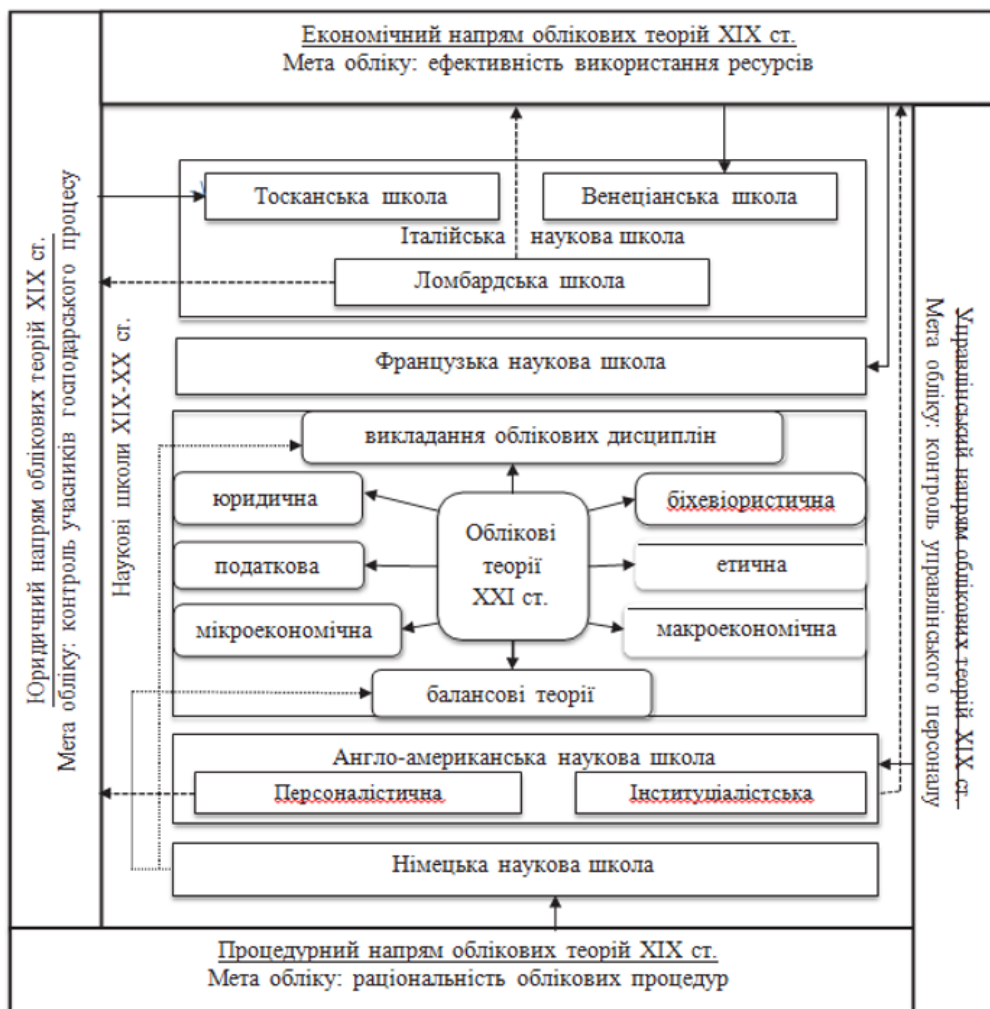 Економічний напрям облікових теорій XIX ст.
Мета обліку: ефективність використання ресурсів
Юридичний напрям облікових теорій XIX ст.
Мета обліку: контроль учасників господарського процесу
Наукові школи XIX-XX ст.
Тосканська школа
Венеціанська школа
Італійська наукова школа
Ломбардська школа
Французька наукова школа
викладання облікових дисциплін
юридична
біхевіористична
Облікові
теорії
XXI ст.
податкова
етична
мікроекономічна
макроекономічна
балансові теорії
Англо-американська наукова школа
Персоналістична
Інституціалістська
Німецька наукова школа
Управлінський напрям облікових теорій XIX ст.
Мета обліку: контроль управлінського персоналу
Процедурний напрям облікових теорій XIX ст.
Мета обліку: раціональність облікових процедур